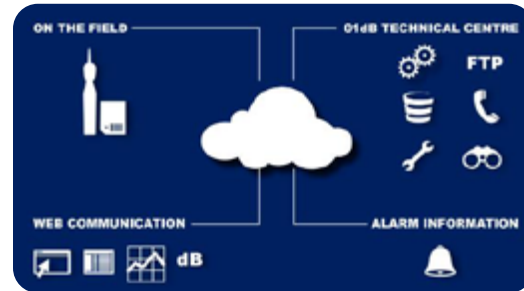 ON THE FIELD
01dB TECHNICAL CENTRE
FTP
WEB COMMUNICATION
dB
ALARM INFORMATION